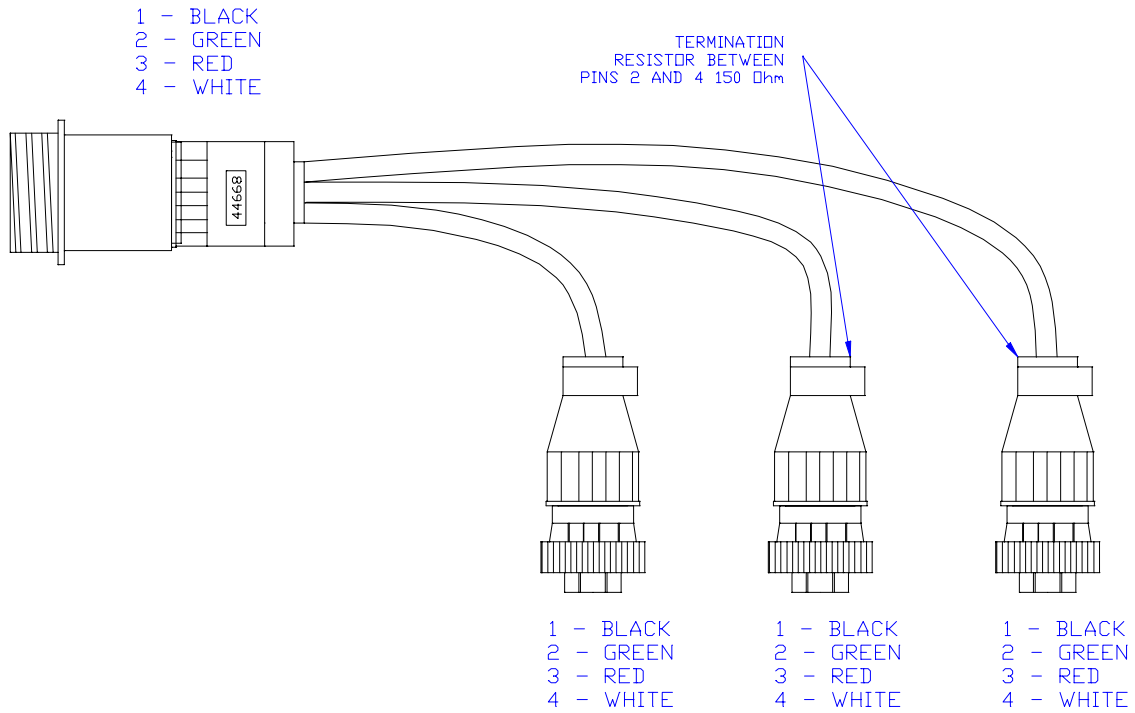 1 - BLACK
2 - GREEN
3 - RED
4 - WHITE
TERMINATION
RESISTOR BETWEEN
PINS 2 AND 4 150 Ohm
44668
1 - BLACK
2 - GREEN
3 - RED
4 - WHITE
1 - BLACK
2 - GREEN
3 - RED
4 - WHITE
1 - BLACK
2 - GREEN
3 - RED
4 - WHITE